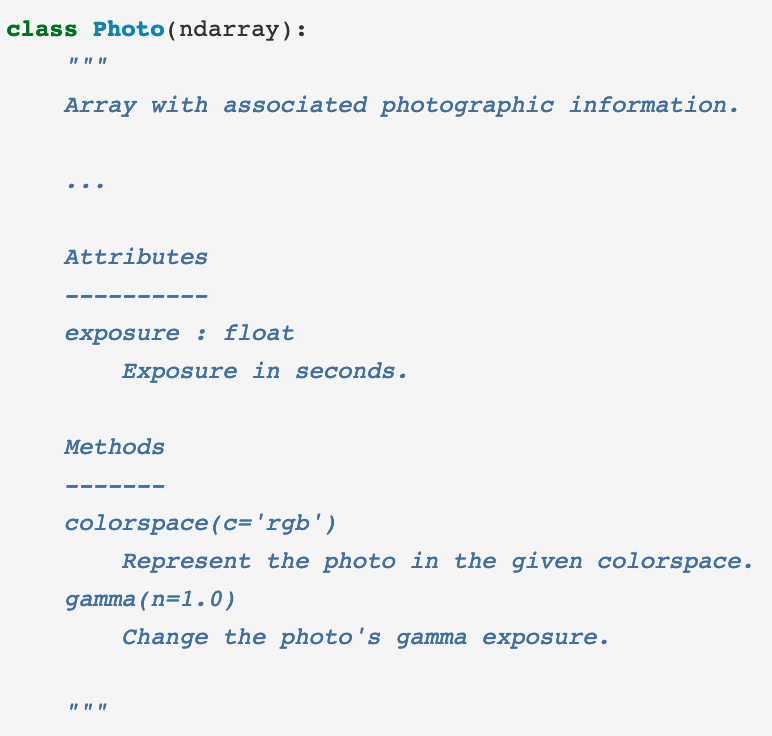 class Photo(ndarray):
    """
    Array with associated photographic information.

    ...

    Attributes
    ----------
    exposure : float
        Exposure in seconds.

    Methods
    -------
    colorspace(c='rgb')
        Represent the photo in the given colorspace.
    gamma(n=1.0)
        Change the photo's gamma exposure.

    """